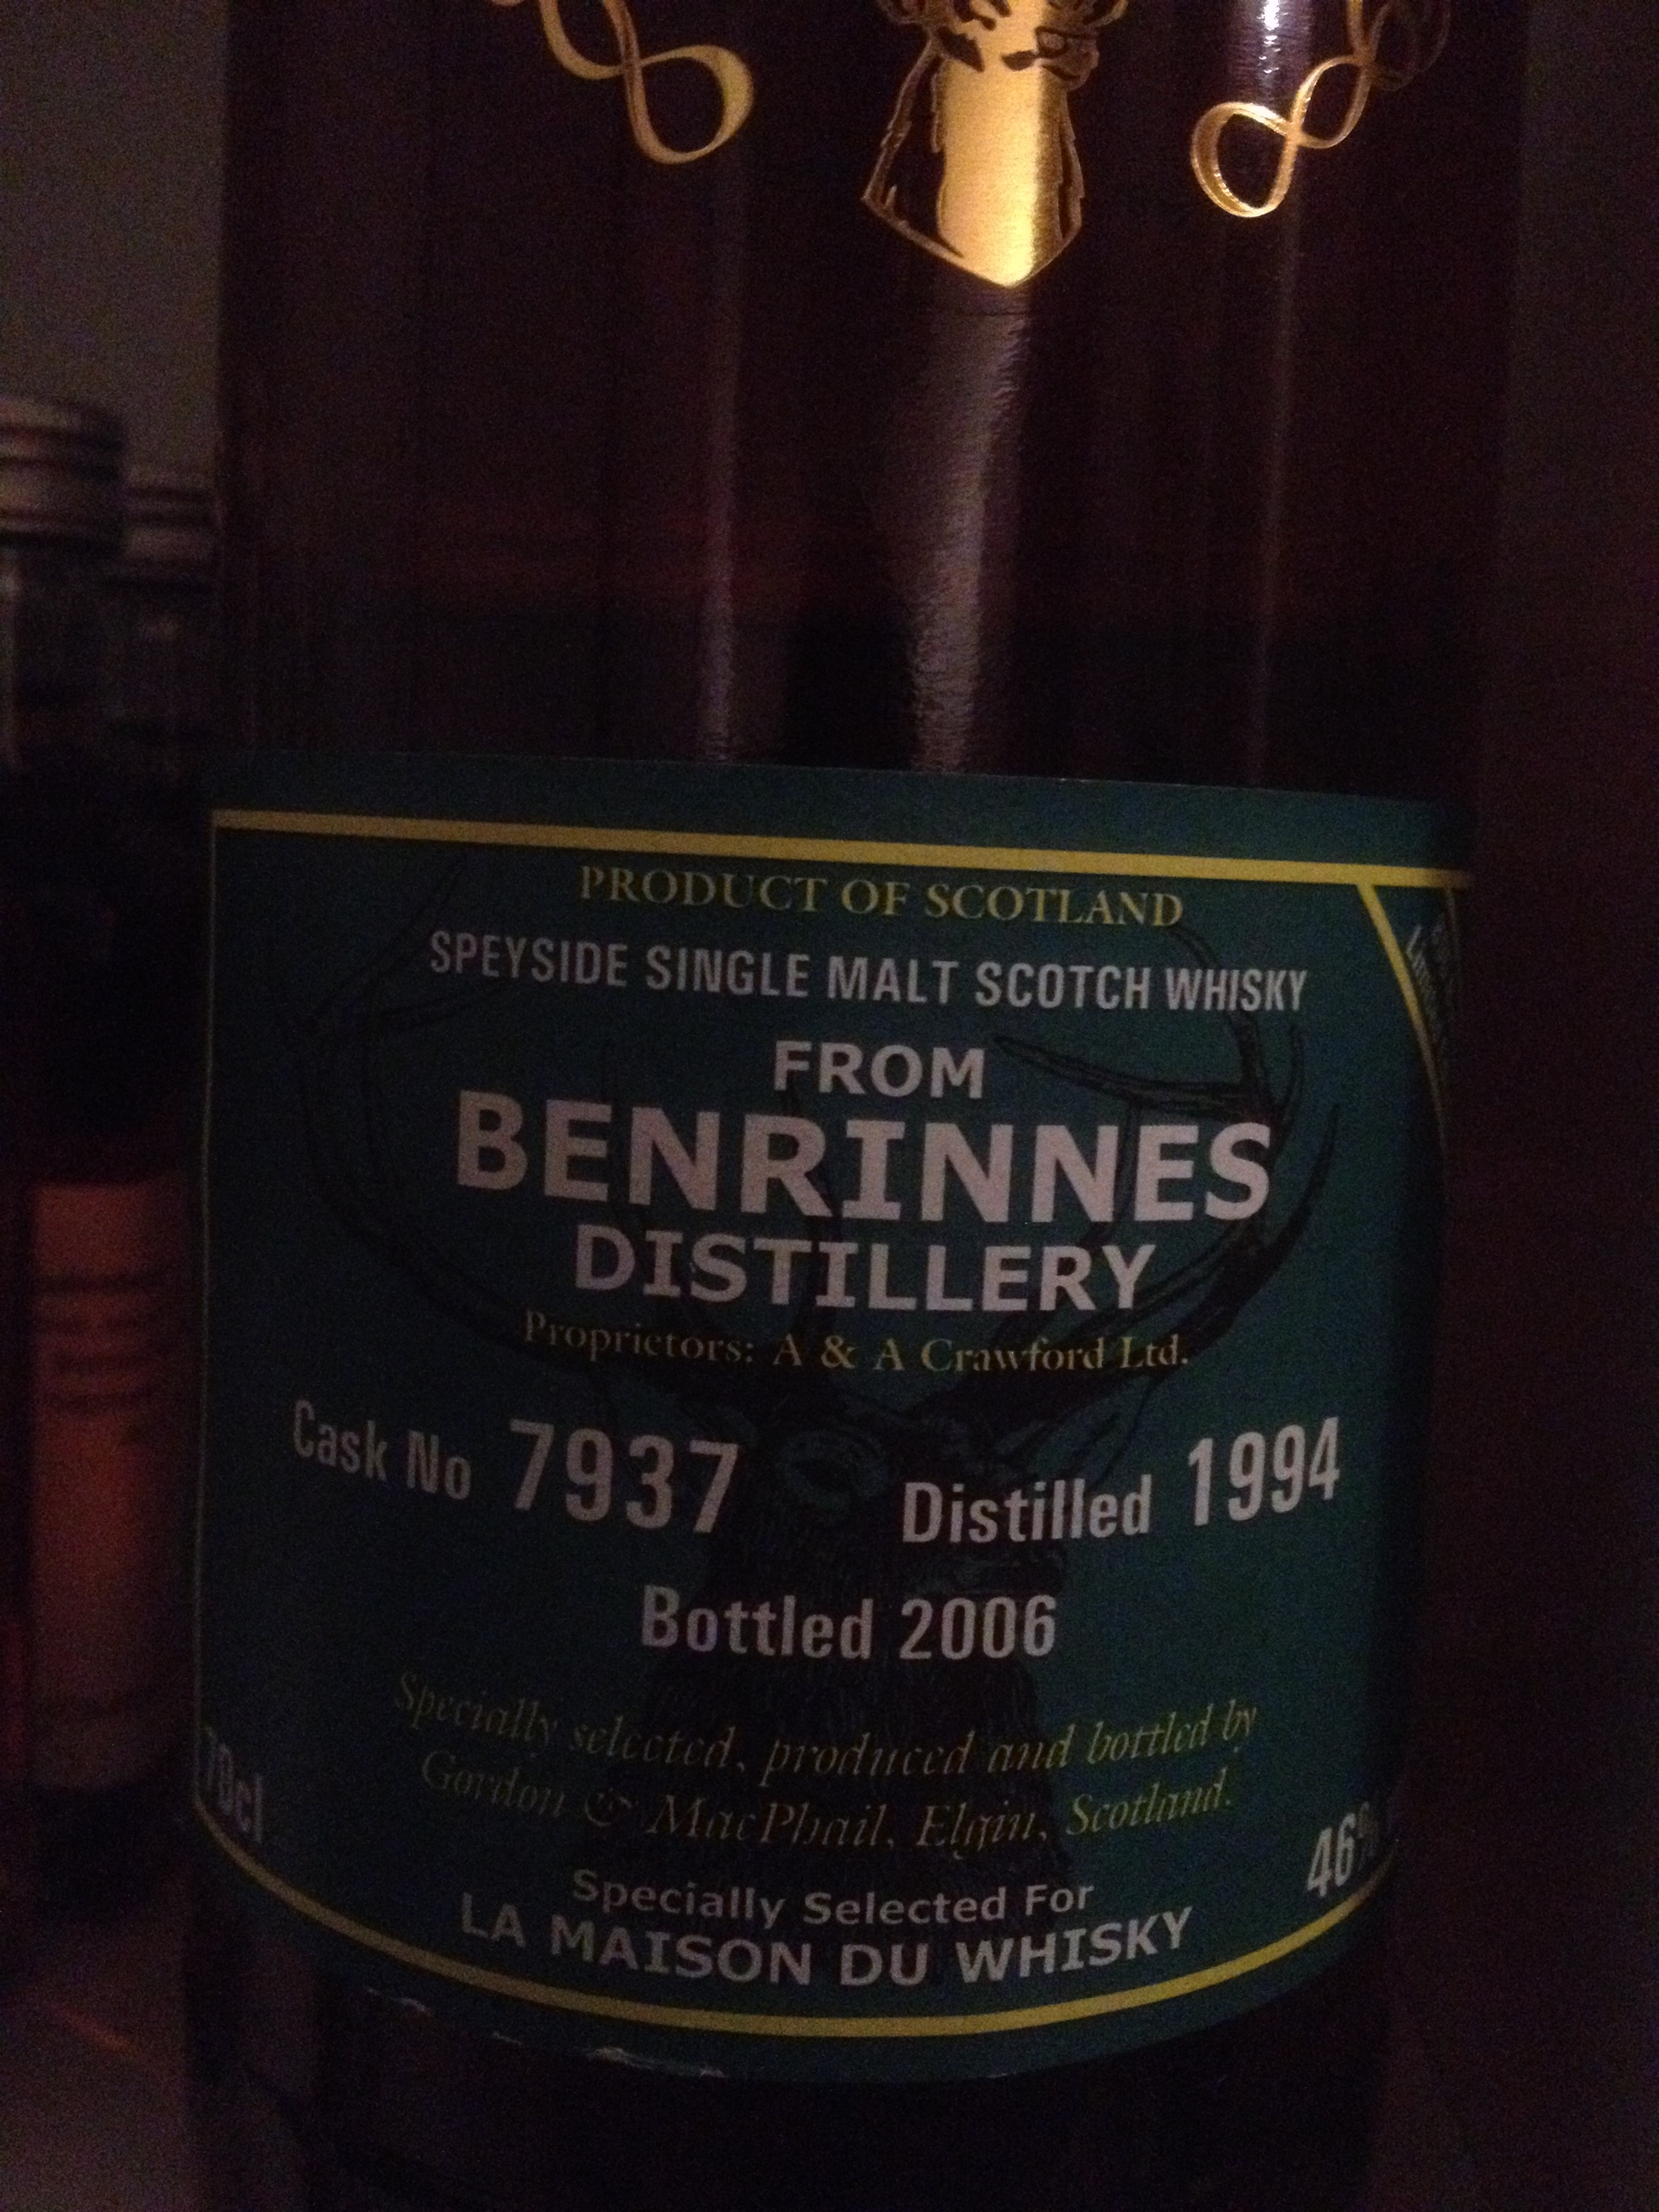 PRODUCT OF SCOTLAND
SPEYSIDE SINGLE MALT SCOTCH WHISKY
FROM
BENRINNES
DISTILLERY
Proprietors: A & A Crawford Ltd.
Cask No 7937 Distilled 1994
Bottled 2006
Specially selected, produced and bottled by
Gordon & MacPhail, Elgin, Scotland.
70cl
46%
Specially Selected For
LA MAISON DU WHISKY